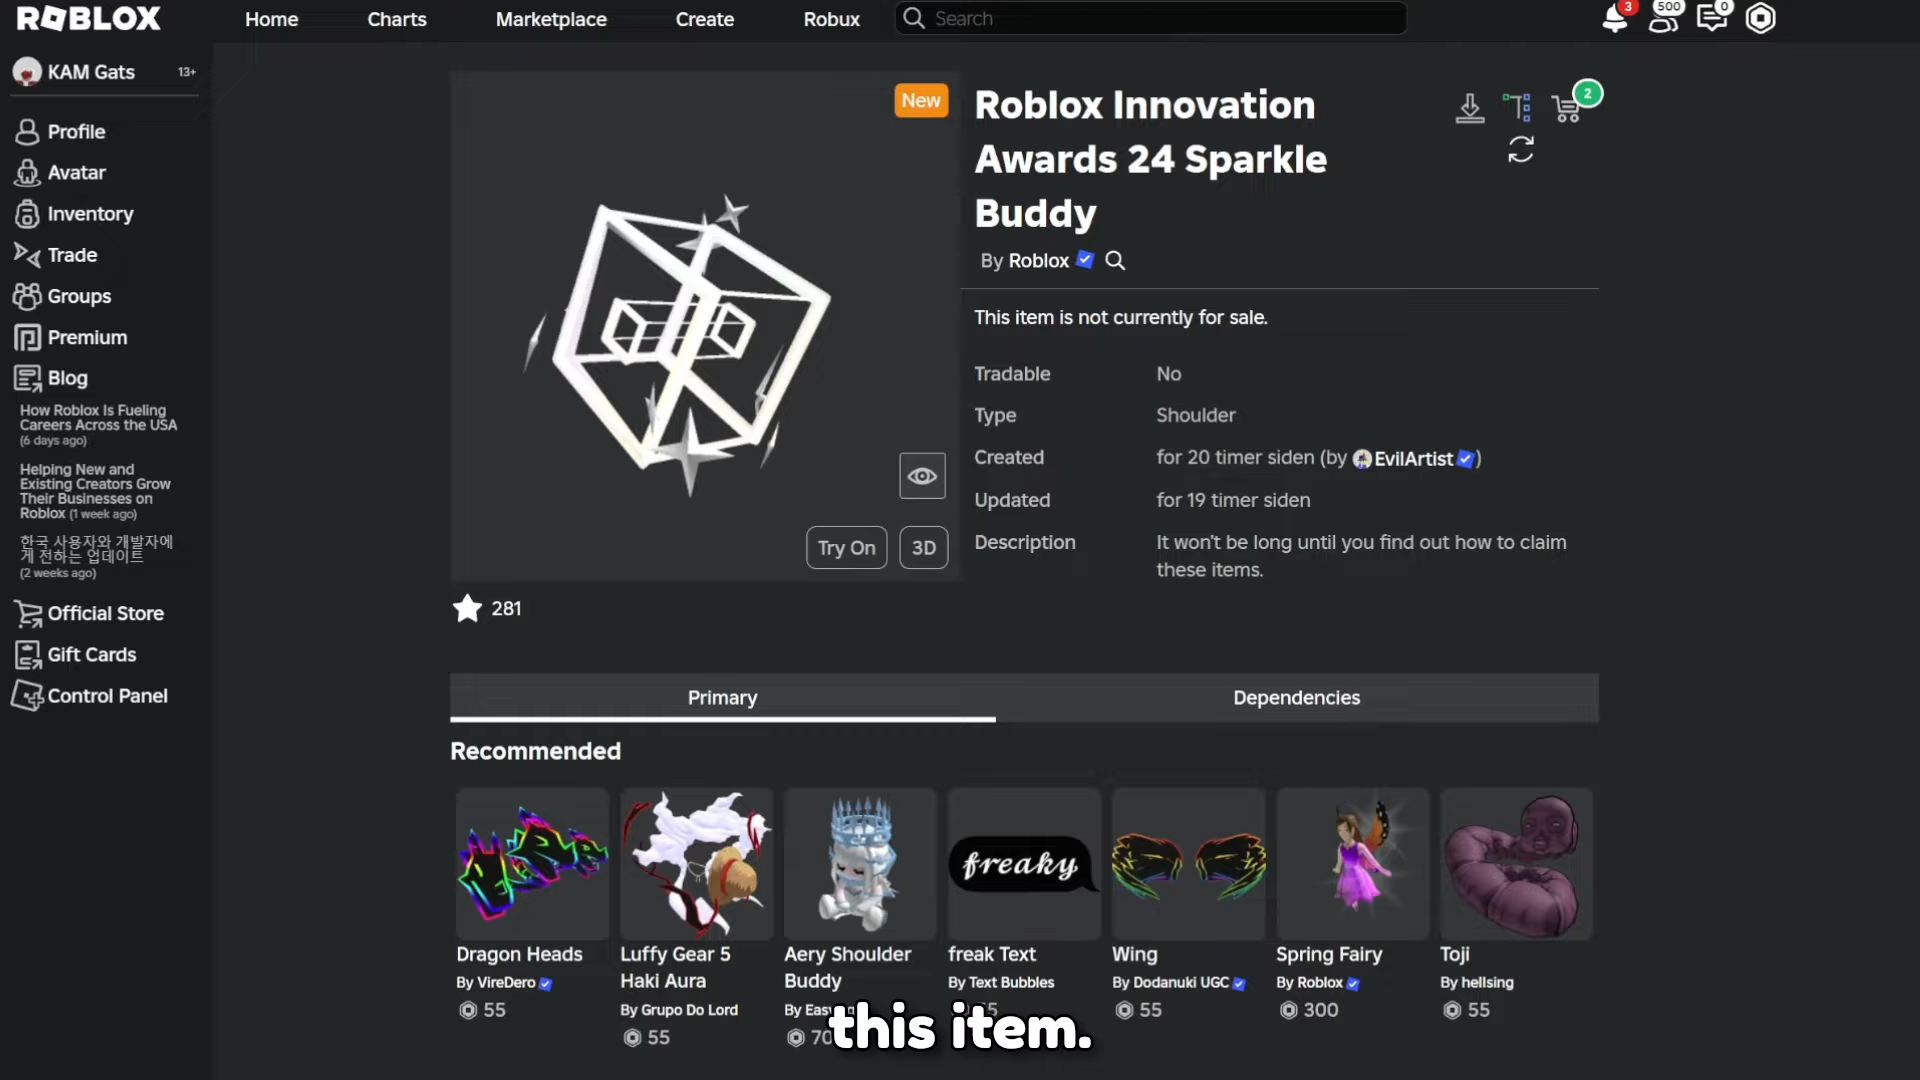 ROBLOX
Home
Charts
Marketplace
Create
Robux
Search
3
500
0
KAM Gats
13+
Profile
Avatar
Inventory
Trade
Groups
Premium
Blog
How Roblox Is Fueling
Careers Across the USA
(6 days ago)
Helping New and
Existing Creators Grow
Their Businesses on
Roblox (1 week ago)
한국 사용자와 개발자에
게 전하는 업데이트
(2 weeks ago)
Official Store
Gift Cards
Control Panel
New
Try On
3D
281
Roblox Innovation
Awards 24 Sparkle
Buddy
2
By Roblox
This item is not currently for sale.
Tradable
No
Type
Shoulder
Created
for 20 timer siden (by EvilArtist)
Updated
for 19 timer siden
Description
It won't be long until you find out how to claim
these items.
Primary
Dependencies
Recommended
freaky
Dragon Heads
By VireDero
55
Luffy Gear 5
Haki Aura
By Grupo Do Lord
55
Aery Shoulder
Buddy
By
freak Text
By Text Bubbles
Wing
By Dodanuki UGC
55
Spring Fairy
By Roblox
300
Toji
By hellsing
55
this item.